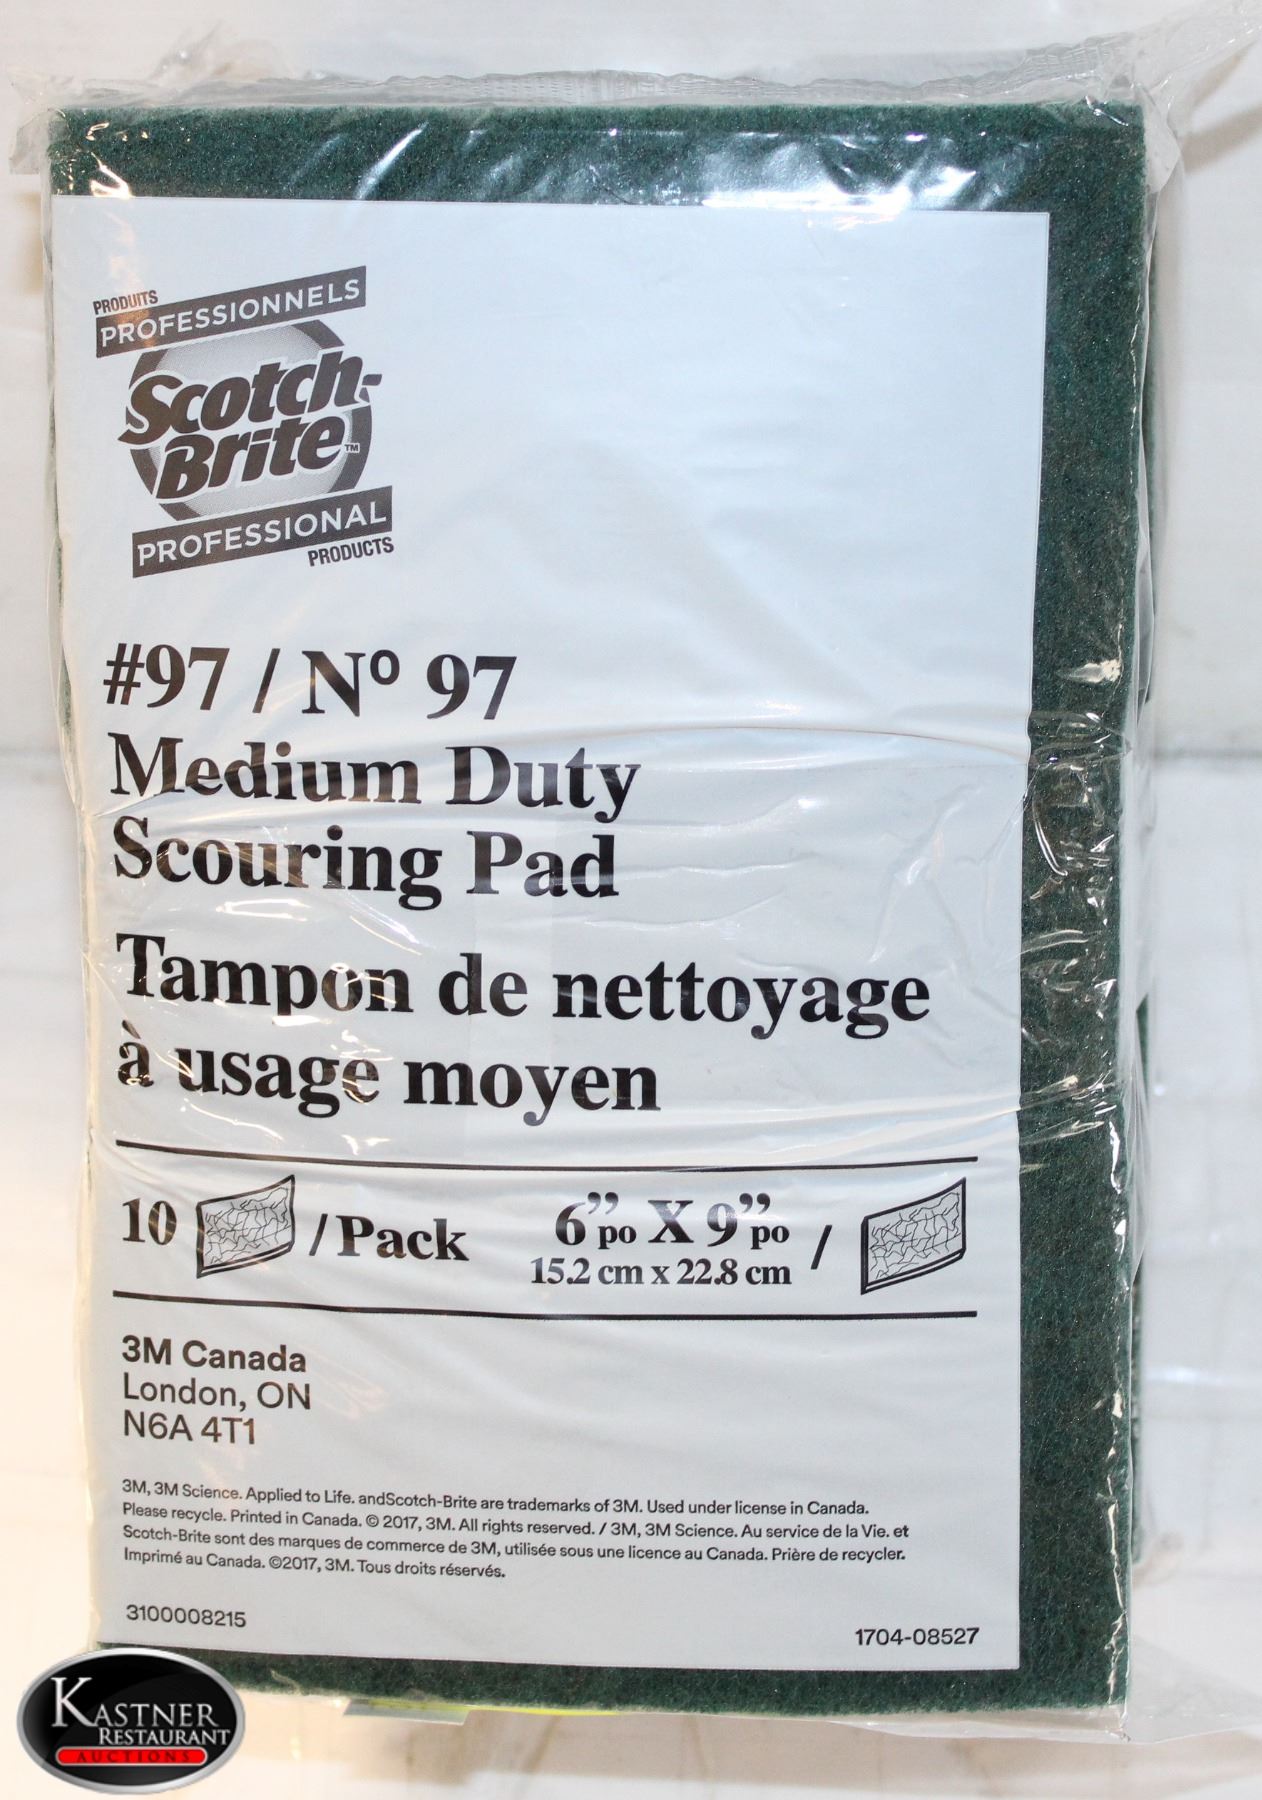 PRODUITS
PROFESSIONNELS
Scotch-
Brite™
PROFESSIONAL
PRODUCTS
#97 / Nº 97
Medium Duty
Scouring Pad
Tampon de nettoyage
à usage moyen
10 / Pack 6” po X 9” po /
15.2 cm x 22.8 cm
3M Canada
London, ON
N6A 4T1
3M, 3M Science. Applied to Life. andScotch-Brite are trademarks of 3M. Used under license in Canada.
Please recycle. Printed in Canada. © 2017, 3M. All rights reserved. / 3M, 3M Science. Au service de la Vie. et
Scotch-Brite sont des marques de commerce de 3M, utilisée sous une licence au Canada. Prière de recycler.
Imprimé au Canada. ©2017, 3M. Tous droits réservés.
3100008215
1704-08527
KASTNER
RESTAURANT
AUCTIONS